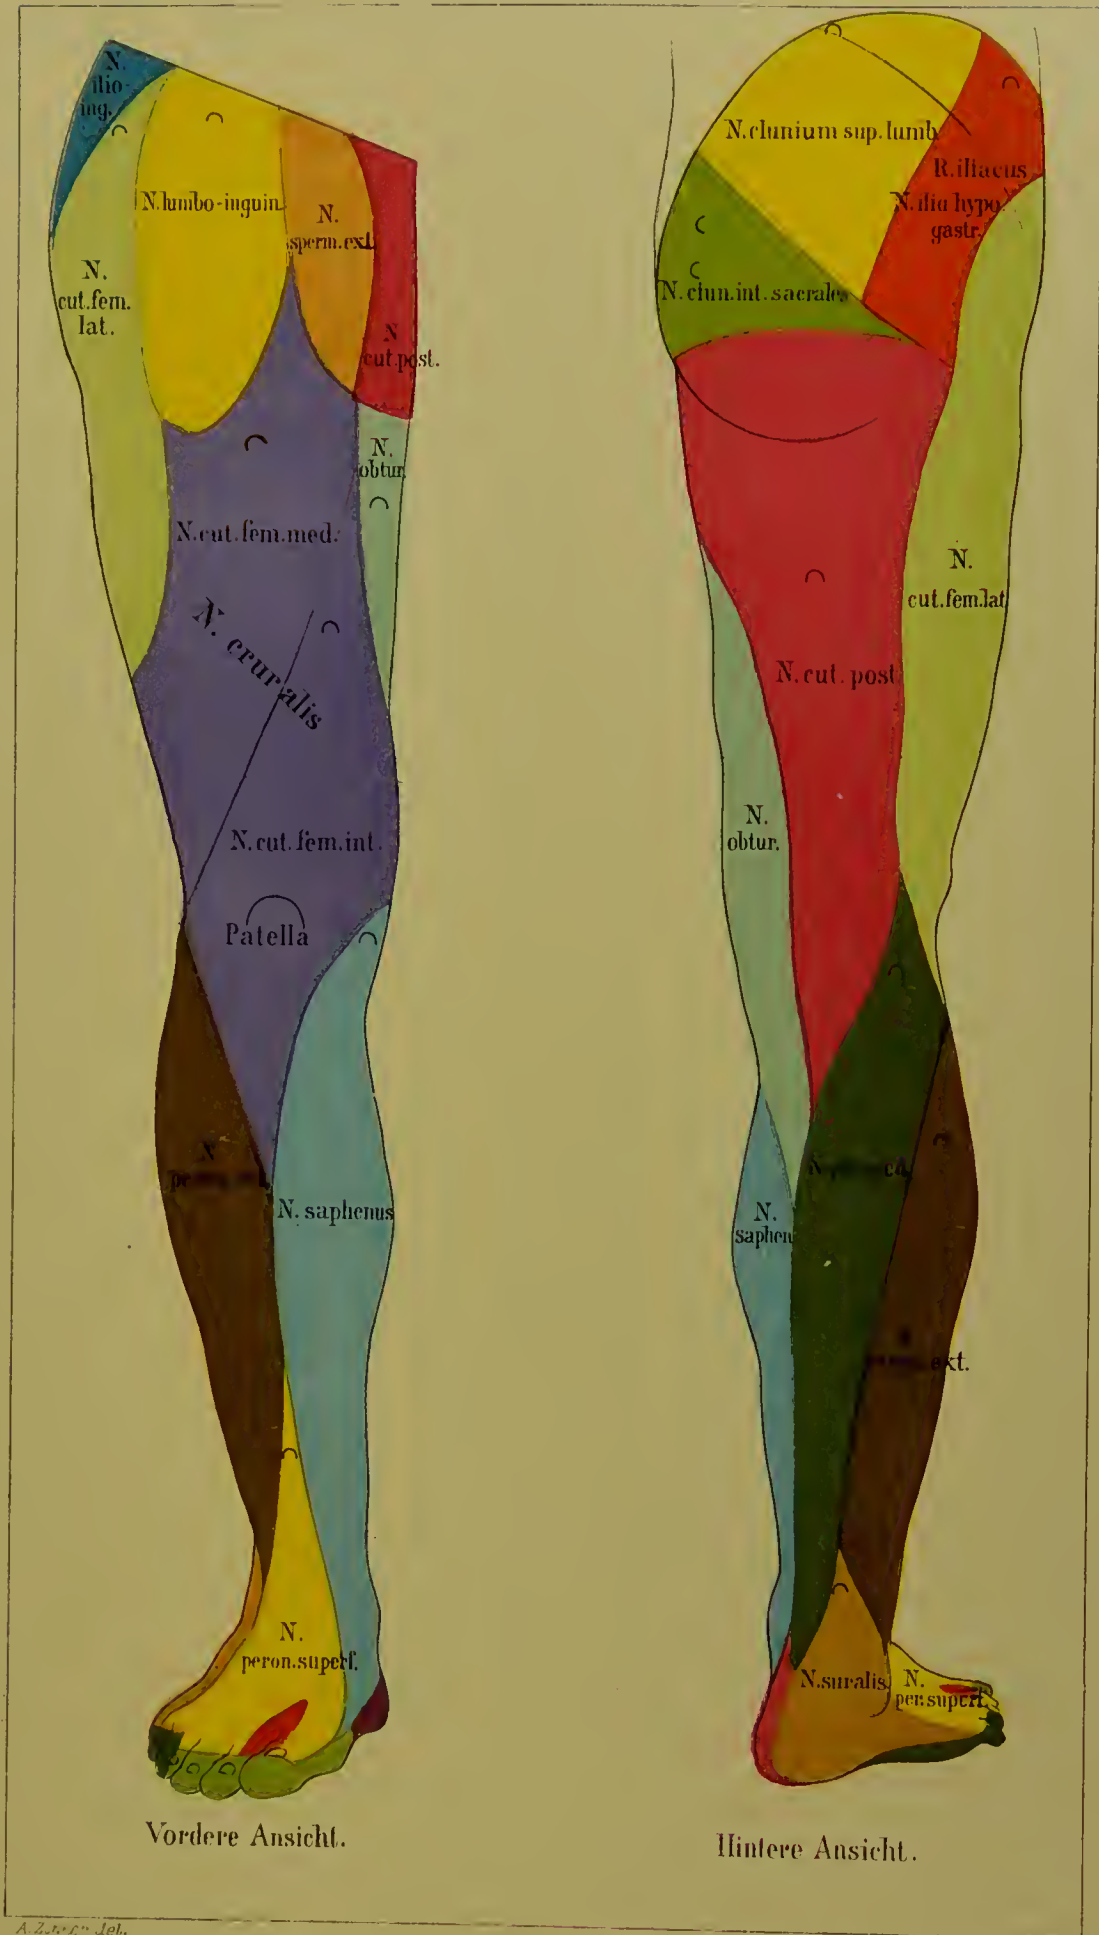 N.
ilio-
ing.
N. lumbo-inguin.
N.
sperm. ext.
N.
cut. fem.
lat.
N
cut. post.
N.
obtur.
N. cut. fem. med.
N. cruralis
N. cut. fem. int.
Patella
N
N. saphenus
N.
peron. superf.
Vordere Ansicht.
N. clunium sup. lumb.
R. iliacus
N. ilio hypo
gastr.
N. clun. int. sacrales
N.
cut. fem. lat.
N. cut. post.
N.
obtur.
N.
saphen.
ext.
N. suralis
N.
per. superf.
Hintere Ansicht.
del.